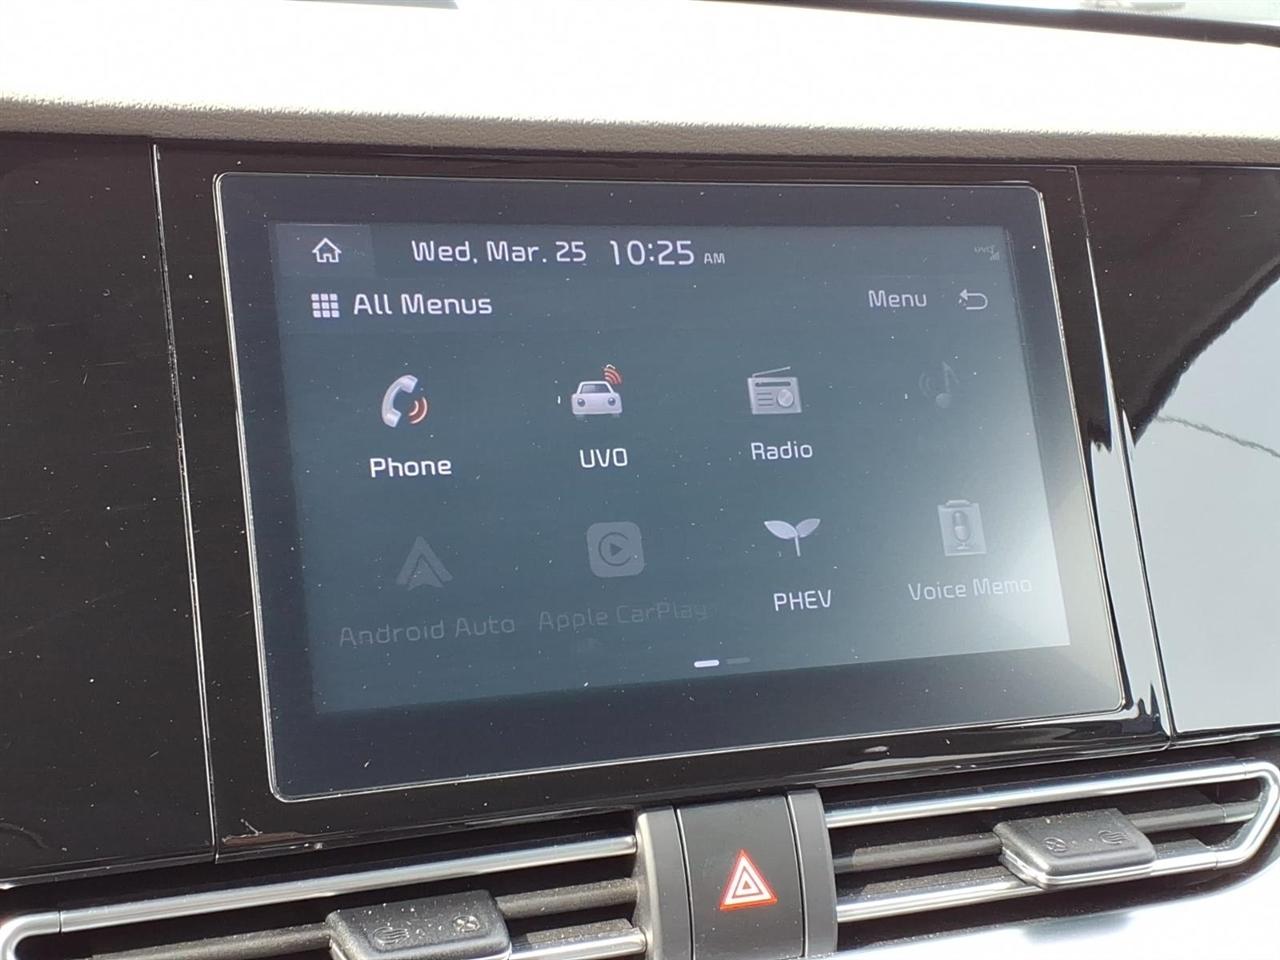 Wed, Mar. 25 10:25 AM
UVO
All Menus
Menu
Phone
UVO
Radio
Android Auto
Apple CarPlay
PHEV
Voice Memo